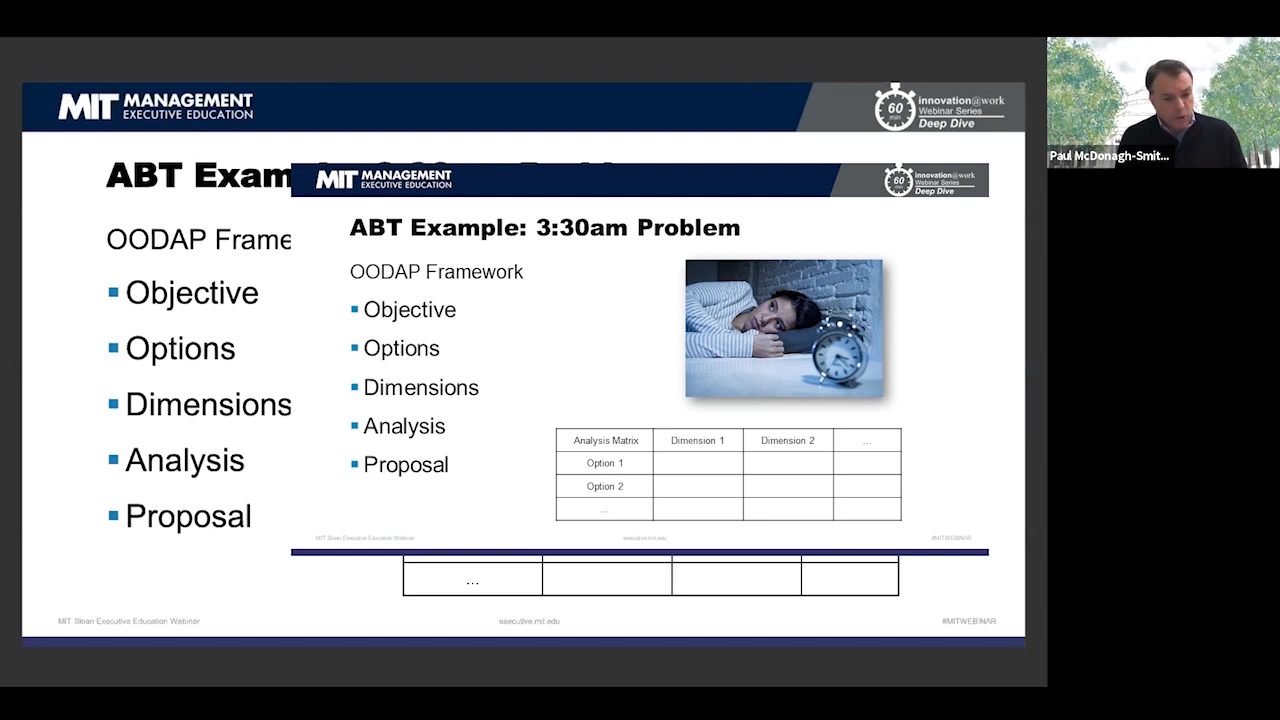 MIT MANAGEMENT
EXECUTIVE EDUCATION
60
min
innovation@work
Webinar Series
Deep Dive
ABT Exam
OODAP Frame
Objective
Options
Dimensions
Analysis
Proposal
...
MIT Sloan Executive Education Webinar
executive.mit.edu
#MITWEBINAR
MIT MANAGEMENT
EXECUTIVE EDUCATION
60
innovation@work
Webinar Series
Deep Dive
ABT Example: 3:30am Problem
OODAP Framework
Objective
Options
Dimensions
Analysis
Proposal
Analysis Matrix Dimension 1 Dimension 2 ...
Option 1
Option 2
...
MIT Sloan Executive Education Webinar
executive.mit.edu
#MITWEBINAR
Paul McDonagh-Smit...